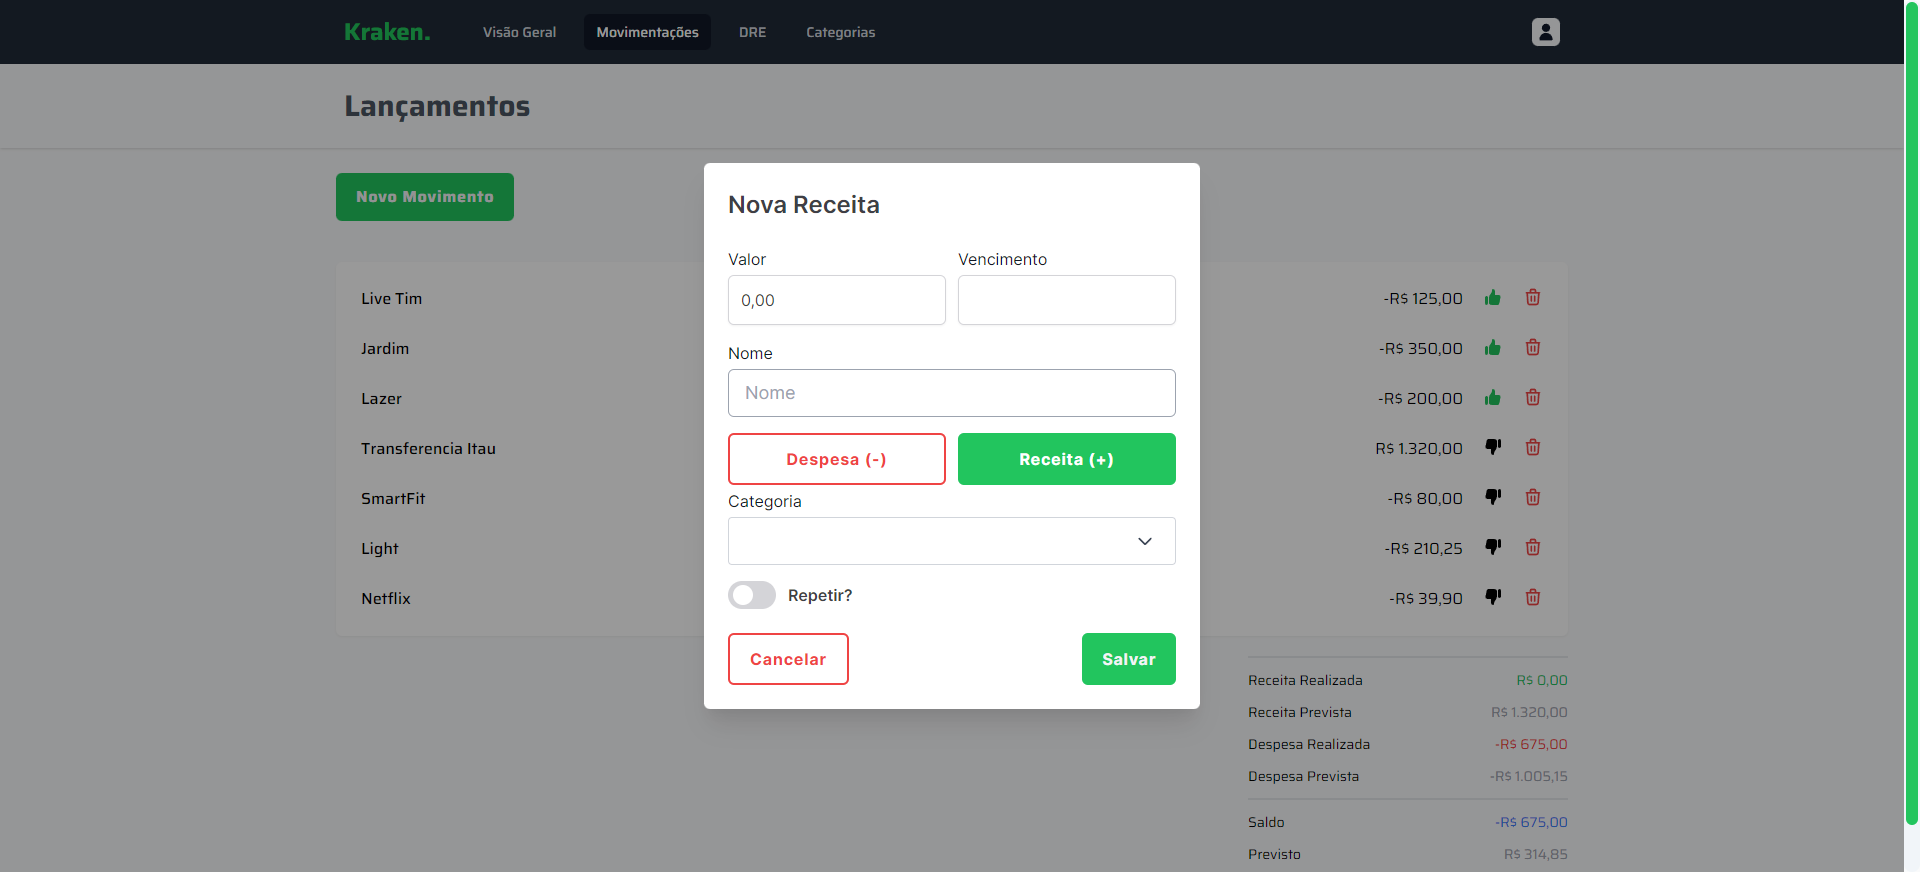 Kraken. Visão Geral Movimentações DRE Categorias
Lançamentos
Novo Movimento
Nova Receita
Valor Vencimento
0,00
Nome
Nome
Despesa (-) Receita (+)
Categoria
Repetir?
Cancelar Salvar
Live Tim -R$ 125,00
Jardim -R$ 350,00
Lazer -R$ 200,00
Transferencia Itau R$ 1.320,00
SmartFit -R$ 80,00
Light -R$ 210,25
Netflix -R$ 39,90
Receita Realizada R$ 0,00
Receita Prevista R$ 1.320,00
Despesa Realizada -R$ 675,00
Despesa Prevista -R$ 1.005,15
Saldo -R$ 675,00
Previsto R$ 314,85